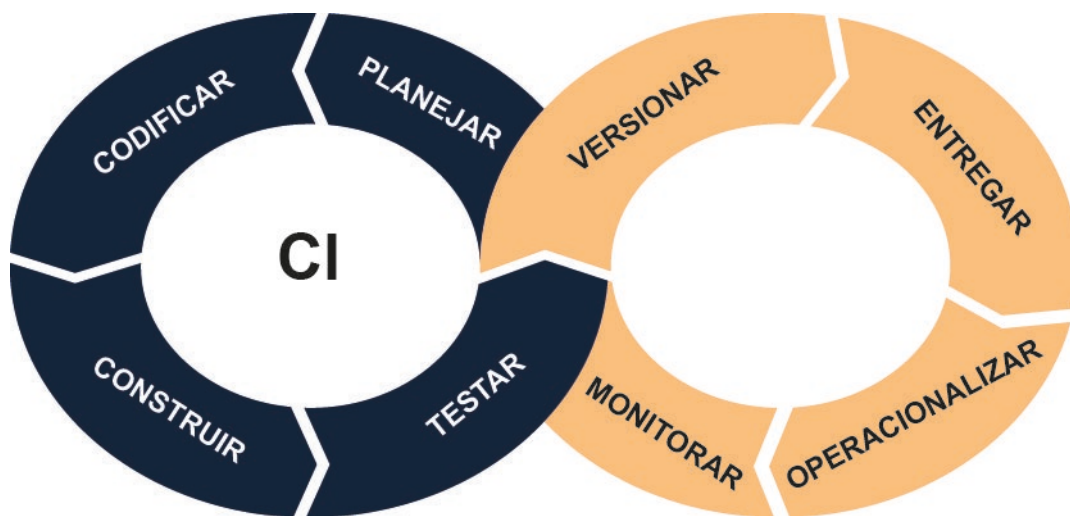 PLANEJAR
CODIFICAR
CONSTRUIR
TESTAR
CI
VERSIONAR
ENTREGAR
OPERACIONALIZAR
MONITORAR